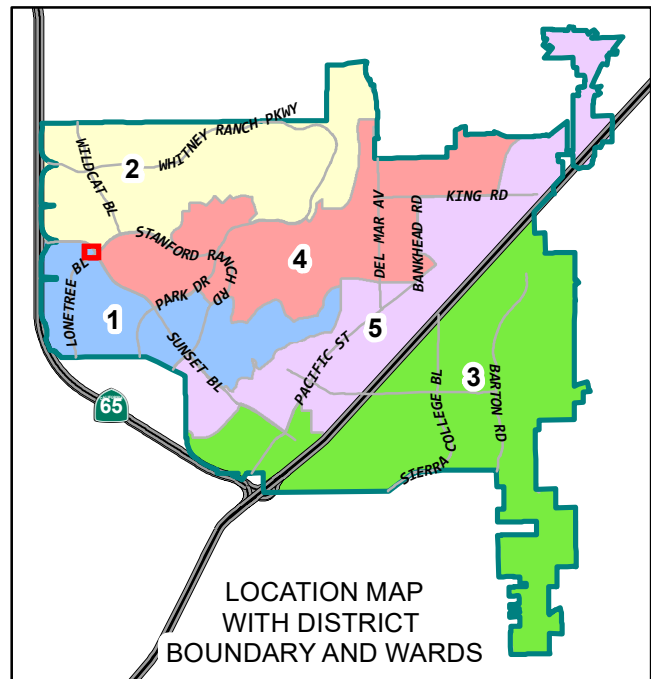 WHITNEY RANCH PKWY
WILDCAT BL
2
DEL MAR AV
KING RD
BANKHEAD RD
STANFORD RANCH RD
4
LONETREE BL
PARK DR
1
SUNSET BL
5
PACIFIC ST
3
BARTON RD
SIERRA COLLEGE BL
65
LOCATION MAP
WITH DISTRICT
BOUNDARY AND WARDS